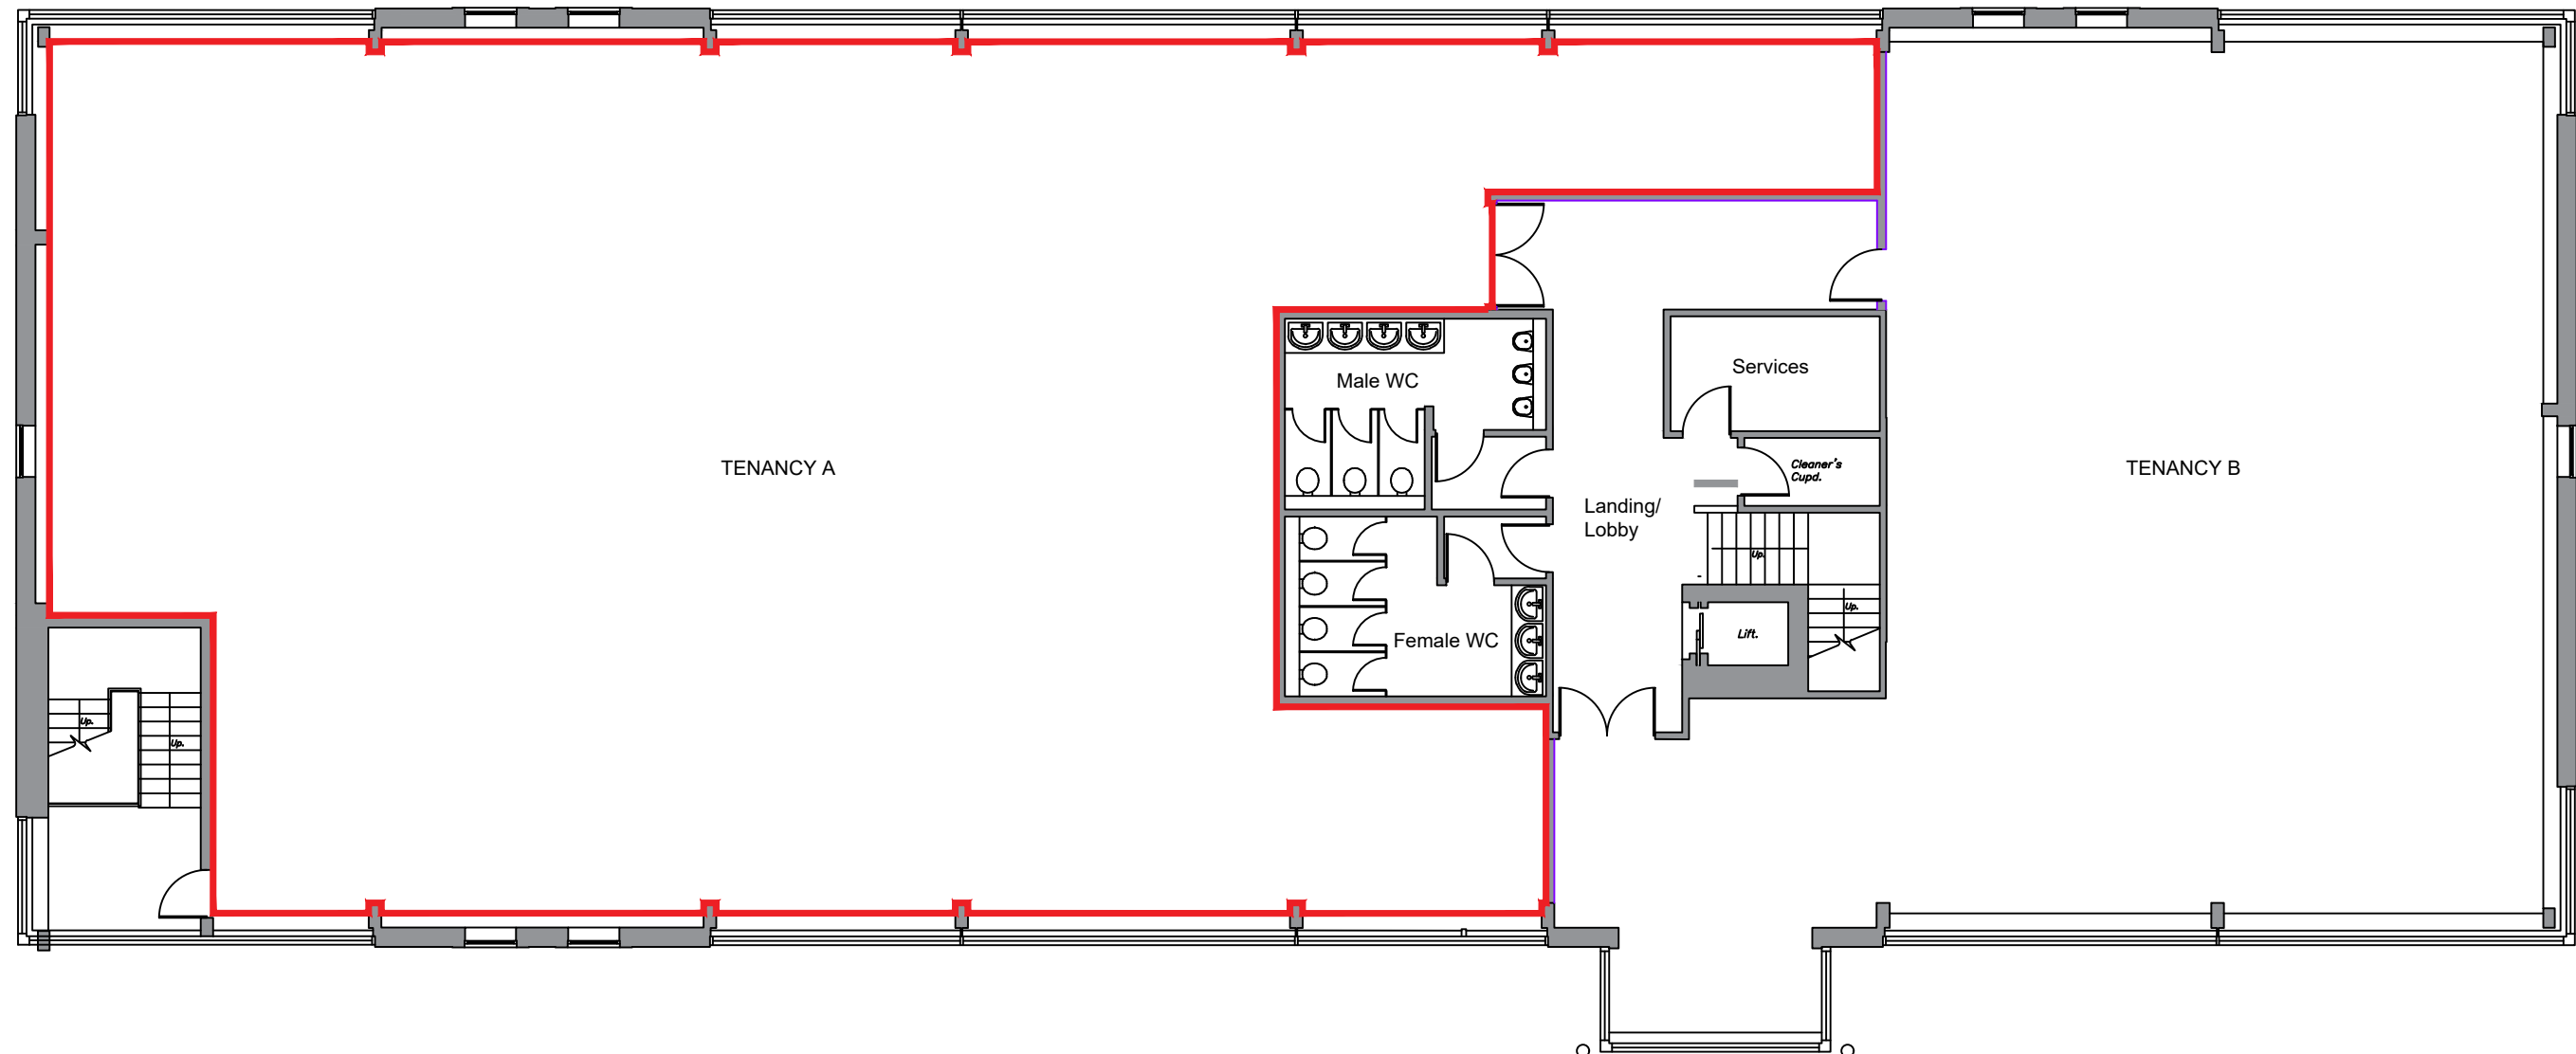 Male WC
Services
TENANCY A
Cleaner's
Cupd.
TENANCY B
Landing/
Lobby
Up.
Up.
Lift.
Female WC
Up.
Up.